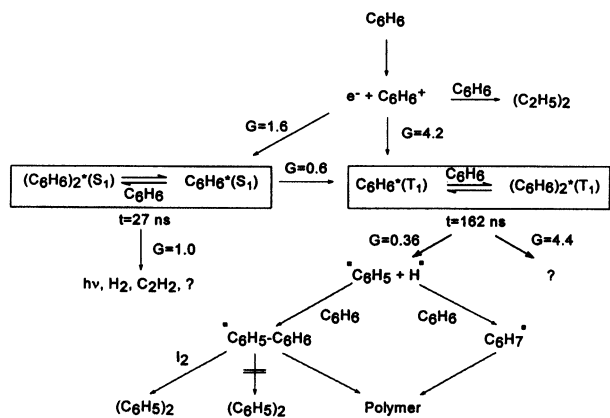 C6H6
e- + C6H6+ C6H6 (C2H5)2
G=1.6 G=4.2
(C6H6)2*(S1) C6H6 C6H6*(S1) G=0.6 C6H6*(T1) C6H6 (C6H6)2*(T1)
t=27 ns t=162 ns
G=1.0 G=0.36 G=4.4
hν, H2, C2H2, ? •C6H5 + H• ?
C6H6 C6H6
•C6H5-C6H6 C6H7•
I2
(C6H5)2 (C6H5)2 Polymer